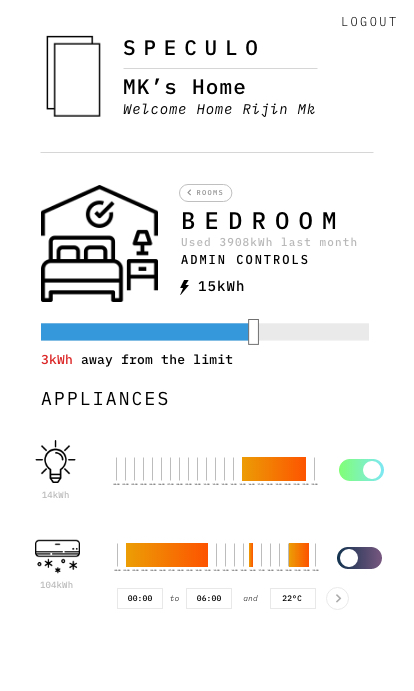 LOGOUT
SPECULO
MK’s Home
Welcome Home Rijin Mk
ROOMS
BEDROOM
Used 3908kWh last month
ADMIN CONTROLS
15kWh
3kWh away from the limit
APPLIANCES
14kWh
104kWh
00:00 to 06:00 and 22ºC